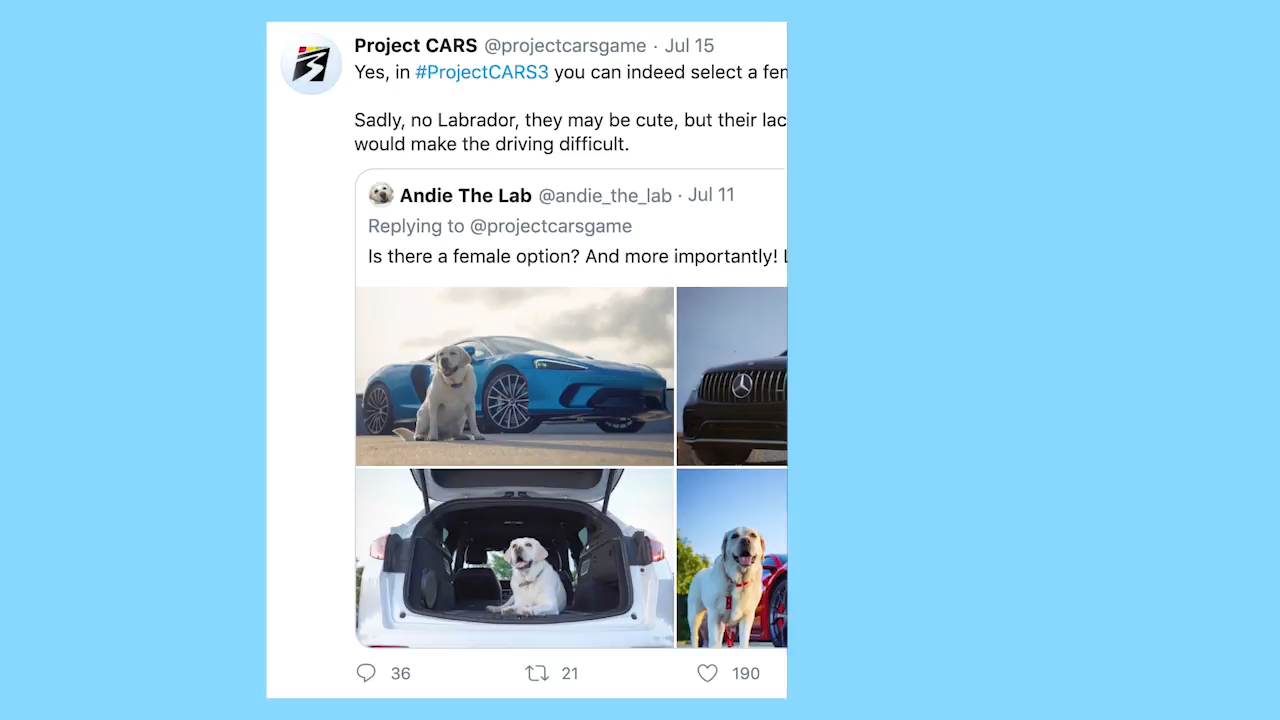 Project CARS @projectcarsgame · Jul 15
Yes, in #ProjectCARS3 you can indeed select a
Sadly, no Labrador, they may be cute, but their
would make the driving difficult.
Andie The Lab @andie_the_lab · Jul 11
Replying to @projectcarsgame
Is there a female option? And more importantly!
36 21 190